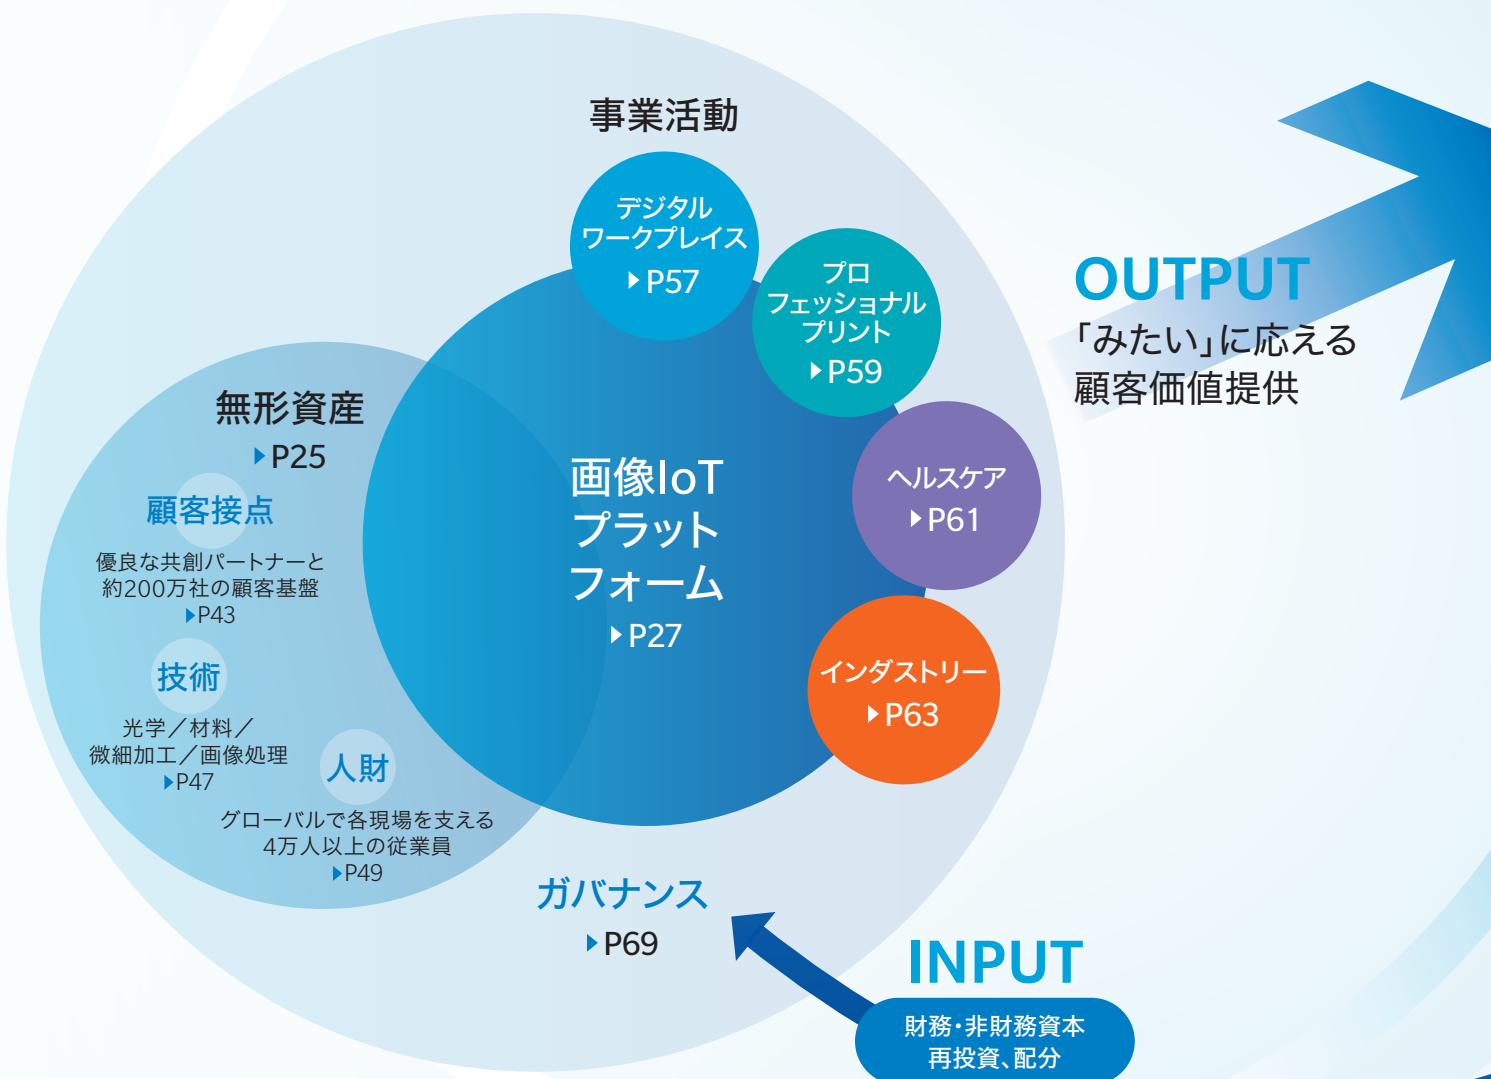 事業活動
デジタル
ワークプレイス
▶P57
プロ
フェッショナル
プリント
▶P59
ヘルスケア
▶P61
インダストリー
▶P63
画像IoT
プラット
フォーム
▶P27
無形資産
▶P25
顧客接点
優良な共創パートナーと
約200万社の顧客基盤
▶P43
技術
光学／材料／
微細加工／画像処理
▶P47
人財
グローバルで各現場を支える
4万人以上の従業員
▶P49
ガバナンス
▶P69
OUTPUT
「みたい」に応える
顧客価値提供
INPUT
財務・非財務資本
再投資、配分